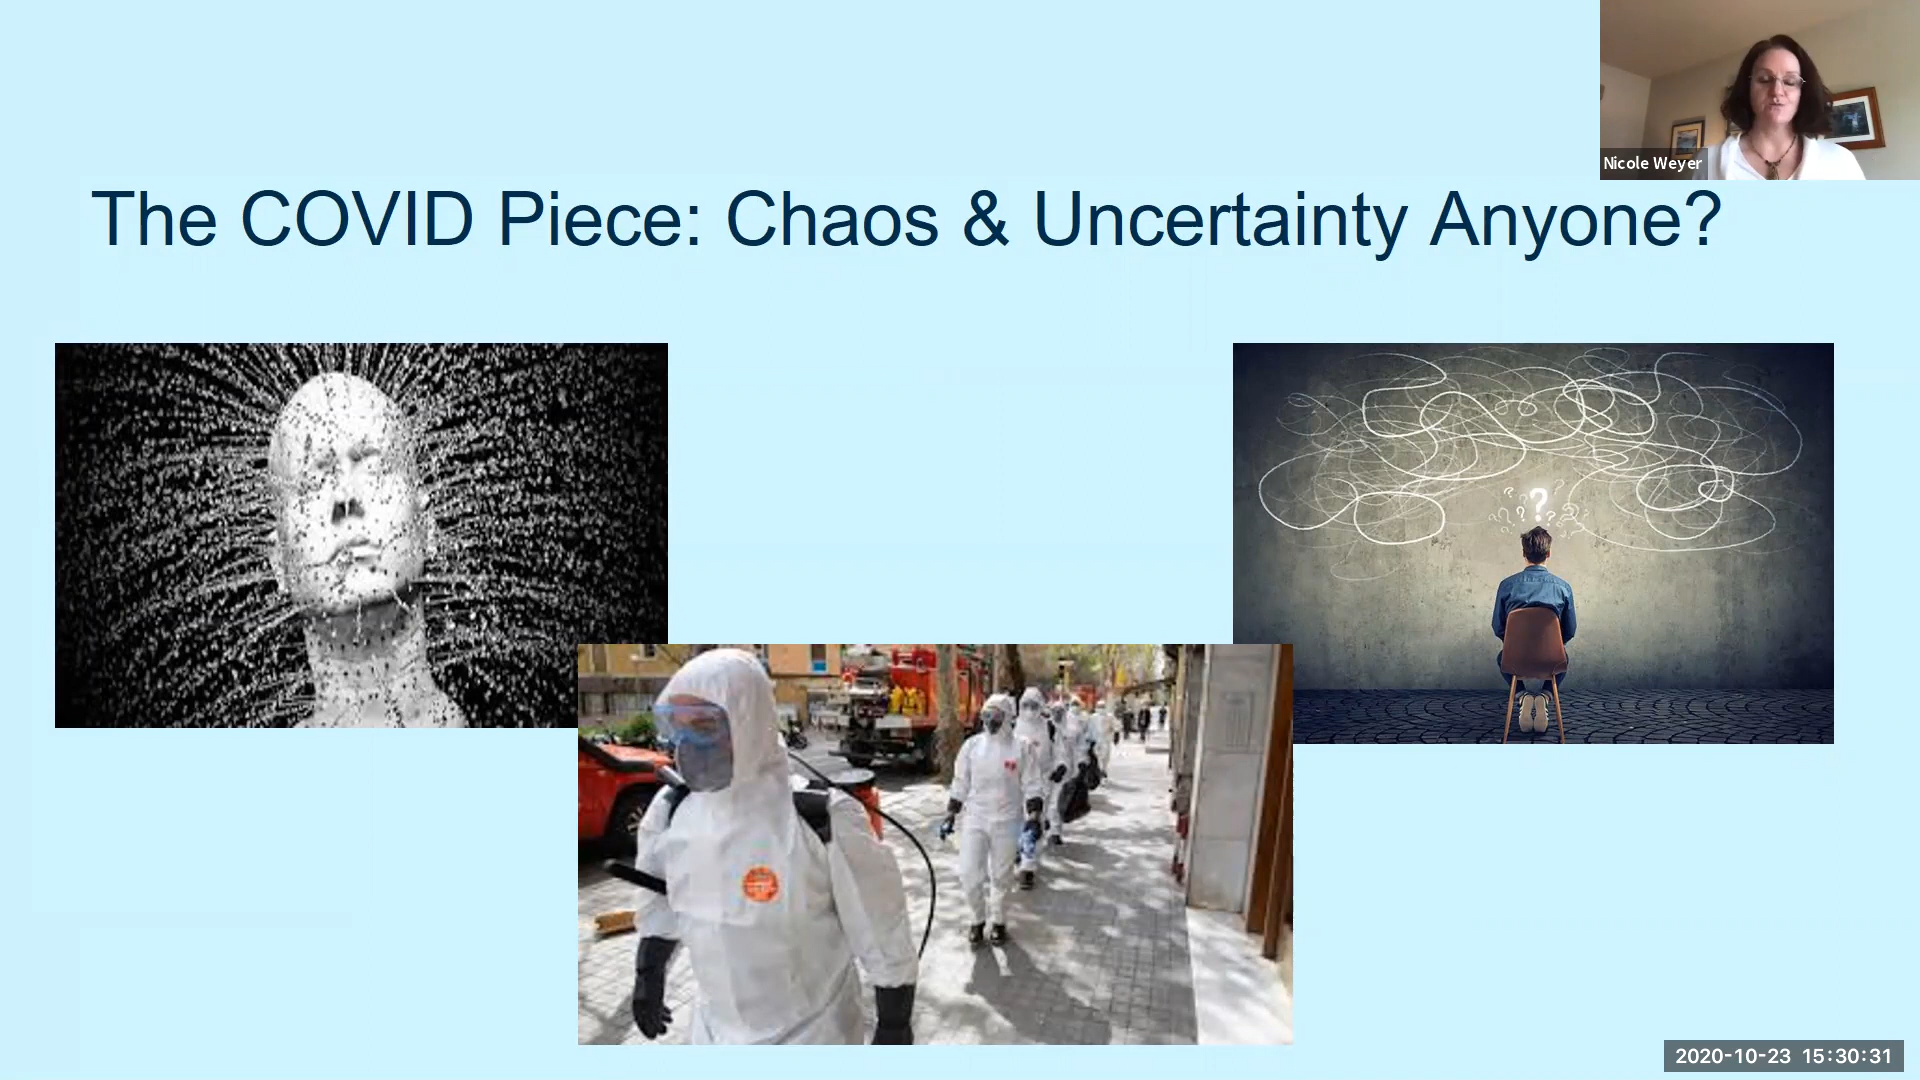 Nicole Weyer
The COVID Piece: Chaos & Uncertainty Anyone?
?
2020-10-23 15:30:31